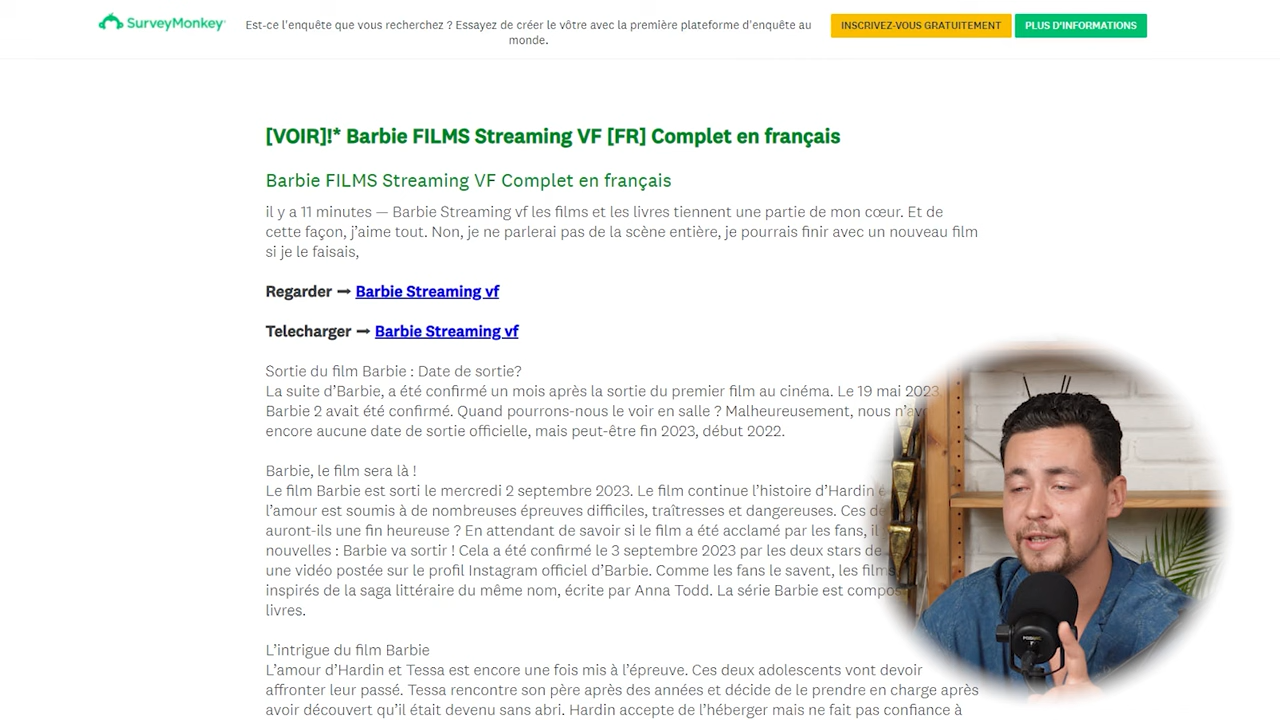 SurveyMonkey
Est-ce l'enquête que vous recherchez ? Essayez de créer le vôtre avec la première plateforme d'enquête au
monde.
INSCRIVEZ-VOUS GRATUITEMENT
PLUS D'INFORMATIONS
[VOIR]!* Barbie FILMS Streaming VF [FR] Complet en français
Barbie FILMS Streaming VF Complet en français
il y a 11 minutes — Barbie Streaming vf les films et les livres tiennent une partie de mon cœur. Et de
cette façon, j'aime tout. Non, je ne parlerai pas de la scène entière, je pourrais finir avec un nouveau film
si je le faisais,
Regarder ➞ Barbie Streaming vf
Telecharger ➞ Barbie Streaming vf
Sortie du film Barbie : Date de sortie?
La suite d'Barbie, a été confirmé un mois après la sortie du premier film au cinéma. Le 19 mai 2023,
Barbie 2 avait été confirmé. Quand pourrons-nous le voir en salle ? Malheureusement, nous
encore aucune date de sortie officielle, mais peut-être fin 2023, début 2022.
Barbie, le film sera là !
Le film Barbie est sorti le mercredi 2 septembre 2023. Le film continue l'histoire d'Hardin
l'amour est soumis à de nombreuses épreuves difficiles, traîtresses et dangereuses. Ces
auront-ils une fin heureuse ? En attendant de savoir si le film a été acclamé par les fans, il
nouvelles : Barbie va sortir ! Cela a été confirmé le 3 septembre 2023 par les deux stars
une vidéo postée sur le profil Instagram officiel d'Barbie. Comme les fans le savent, les films
inspirés de la saga littéraire du même nom, écrite par Anna Todd. La série Barbie est
livres.
L'intrigue du film Barbie
L'amour d'Hardin et Tessa est encore une fois mis à l'épreuve. Ces deux adolescents vont devoir
affronter leur passé. Tessa rencontre son père après des années et décide de le prendre en charge après
avoir découvert qu'il était devenu sans abri. Hardin accepte de l'héberger mais ne fait pas confiance à